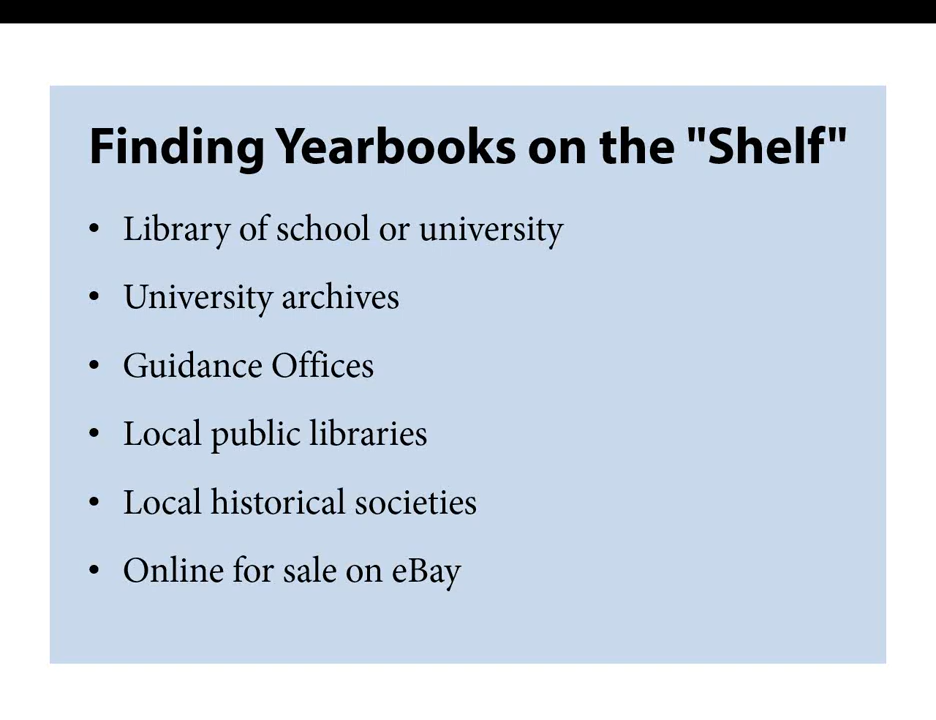 Finding Yearbooks on the "Shelf"
• Library of school or university
• University archives
• Guidance Offices
• Local public libraries
• Local historical societies
• Online for sale on eBay